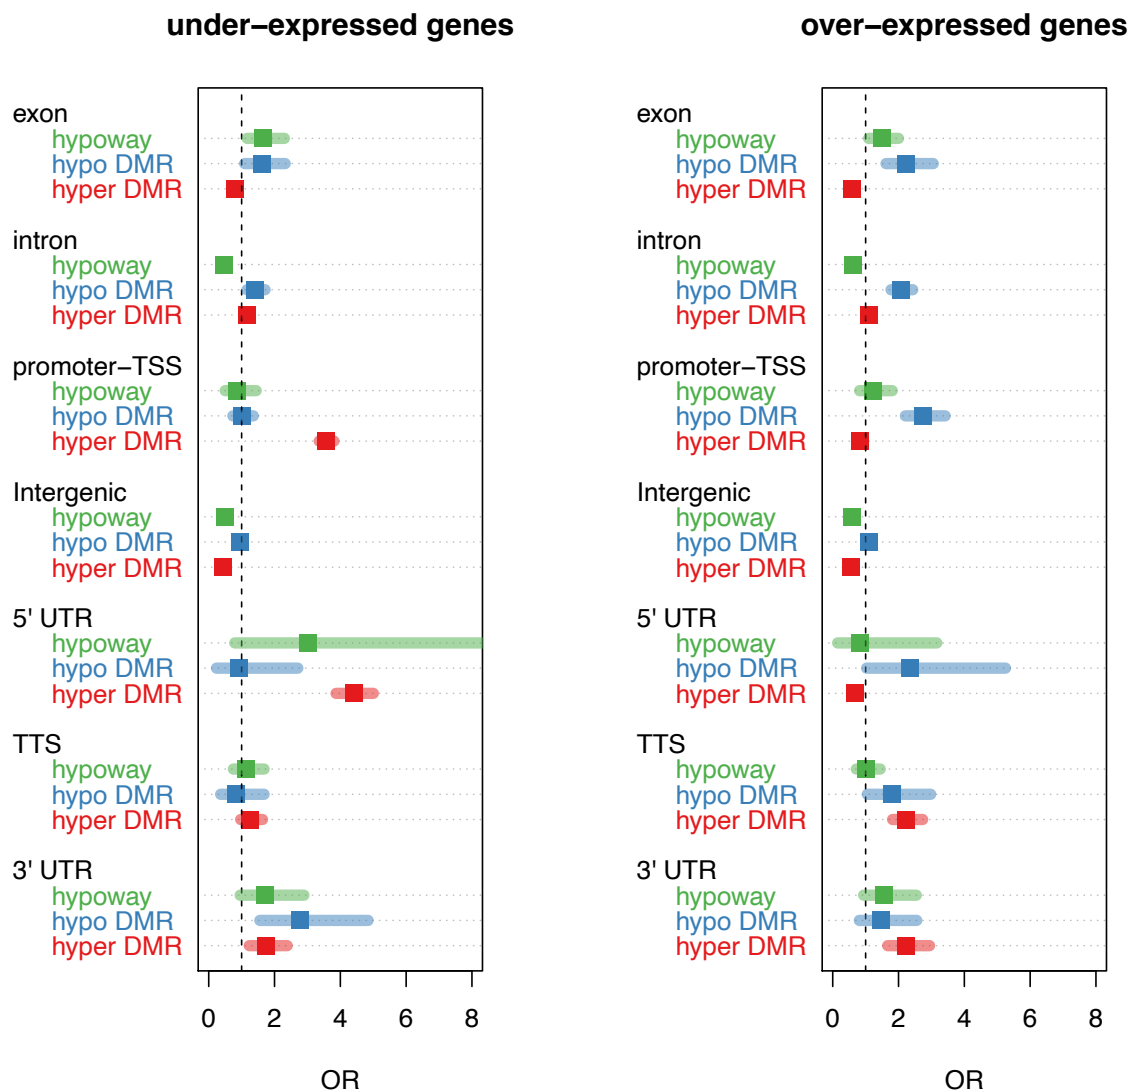 under−expressed genes
exon
hypoway
hypo DMR
hyper DMR
intron
hypoway
hypo DMR
hyper DMR
promoter−TSS
hypoway
hypo DMR
hyper DMR
Intergenic
hypoway
hypo DMR
hyper DMR
5' UTR
hypoway
hypo DMR
hyper DMR
TTS
hypoway
hypo DMR
hyper DMR
3' UTR
hypoway
hypo DMR
hyper DMR
0 2 4 6 8
OR
over−expressed genes
exon
hypoway
hypo DMR
hyper DMR
intron
hypoway
hypo DMR
hyper DMR
promoter−TSS
hypoway
hypo DMR
hyper DMR
Intergenic
hypoway
hypo DMR
hyper DMR
5' UTR
hypoway
hypo DMR
hyper DMR
TTS
hypoway
hypo DMR
hyper DMR
3' UTR
hypoway
hypo DMR
hyper DMR
0 2 4 6 8
OR